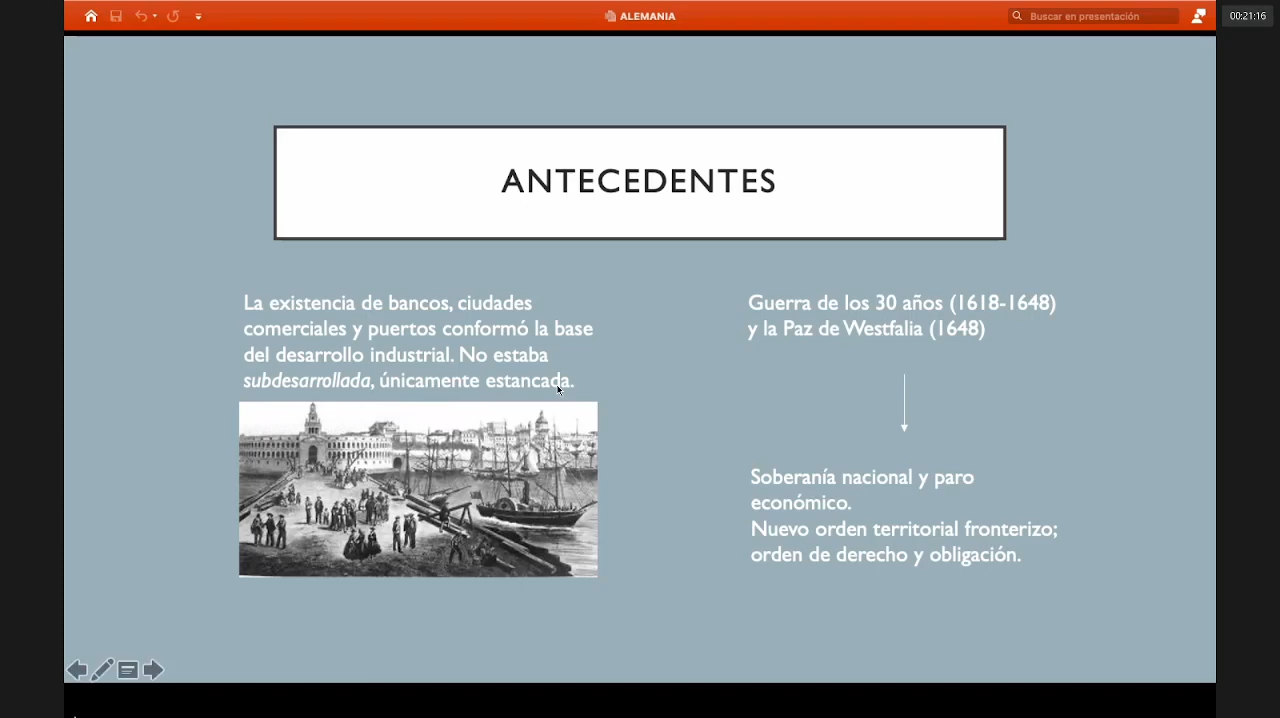 ALEMANIA
Buscar en presentación
00:21:16
ANTECEDENTES
La existencia de bancos, ciudades
comerciales y puertos conformó la base
del desarrollo industrial. No estaba
subdesarrollada, únicamente estancada.
Guerra de los 30 años (1618-1648)
y la Paz de Westfalia (1648)
Soberanía nacional y paro
económico.
Nuevo orden territorial fronterizo;
orden de derecho y obligación.